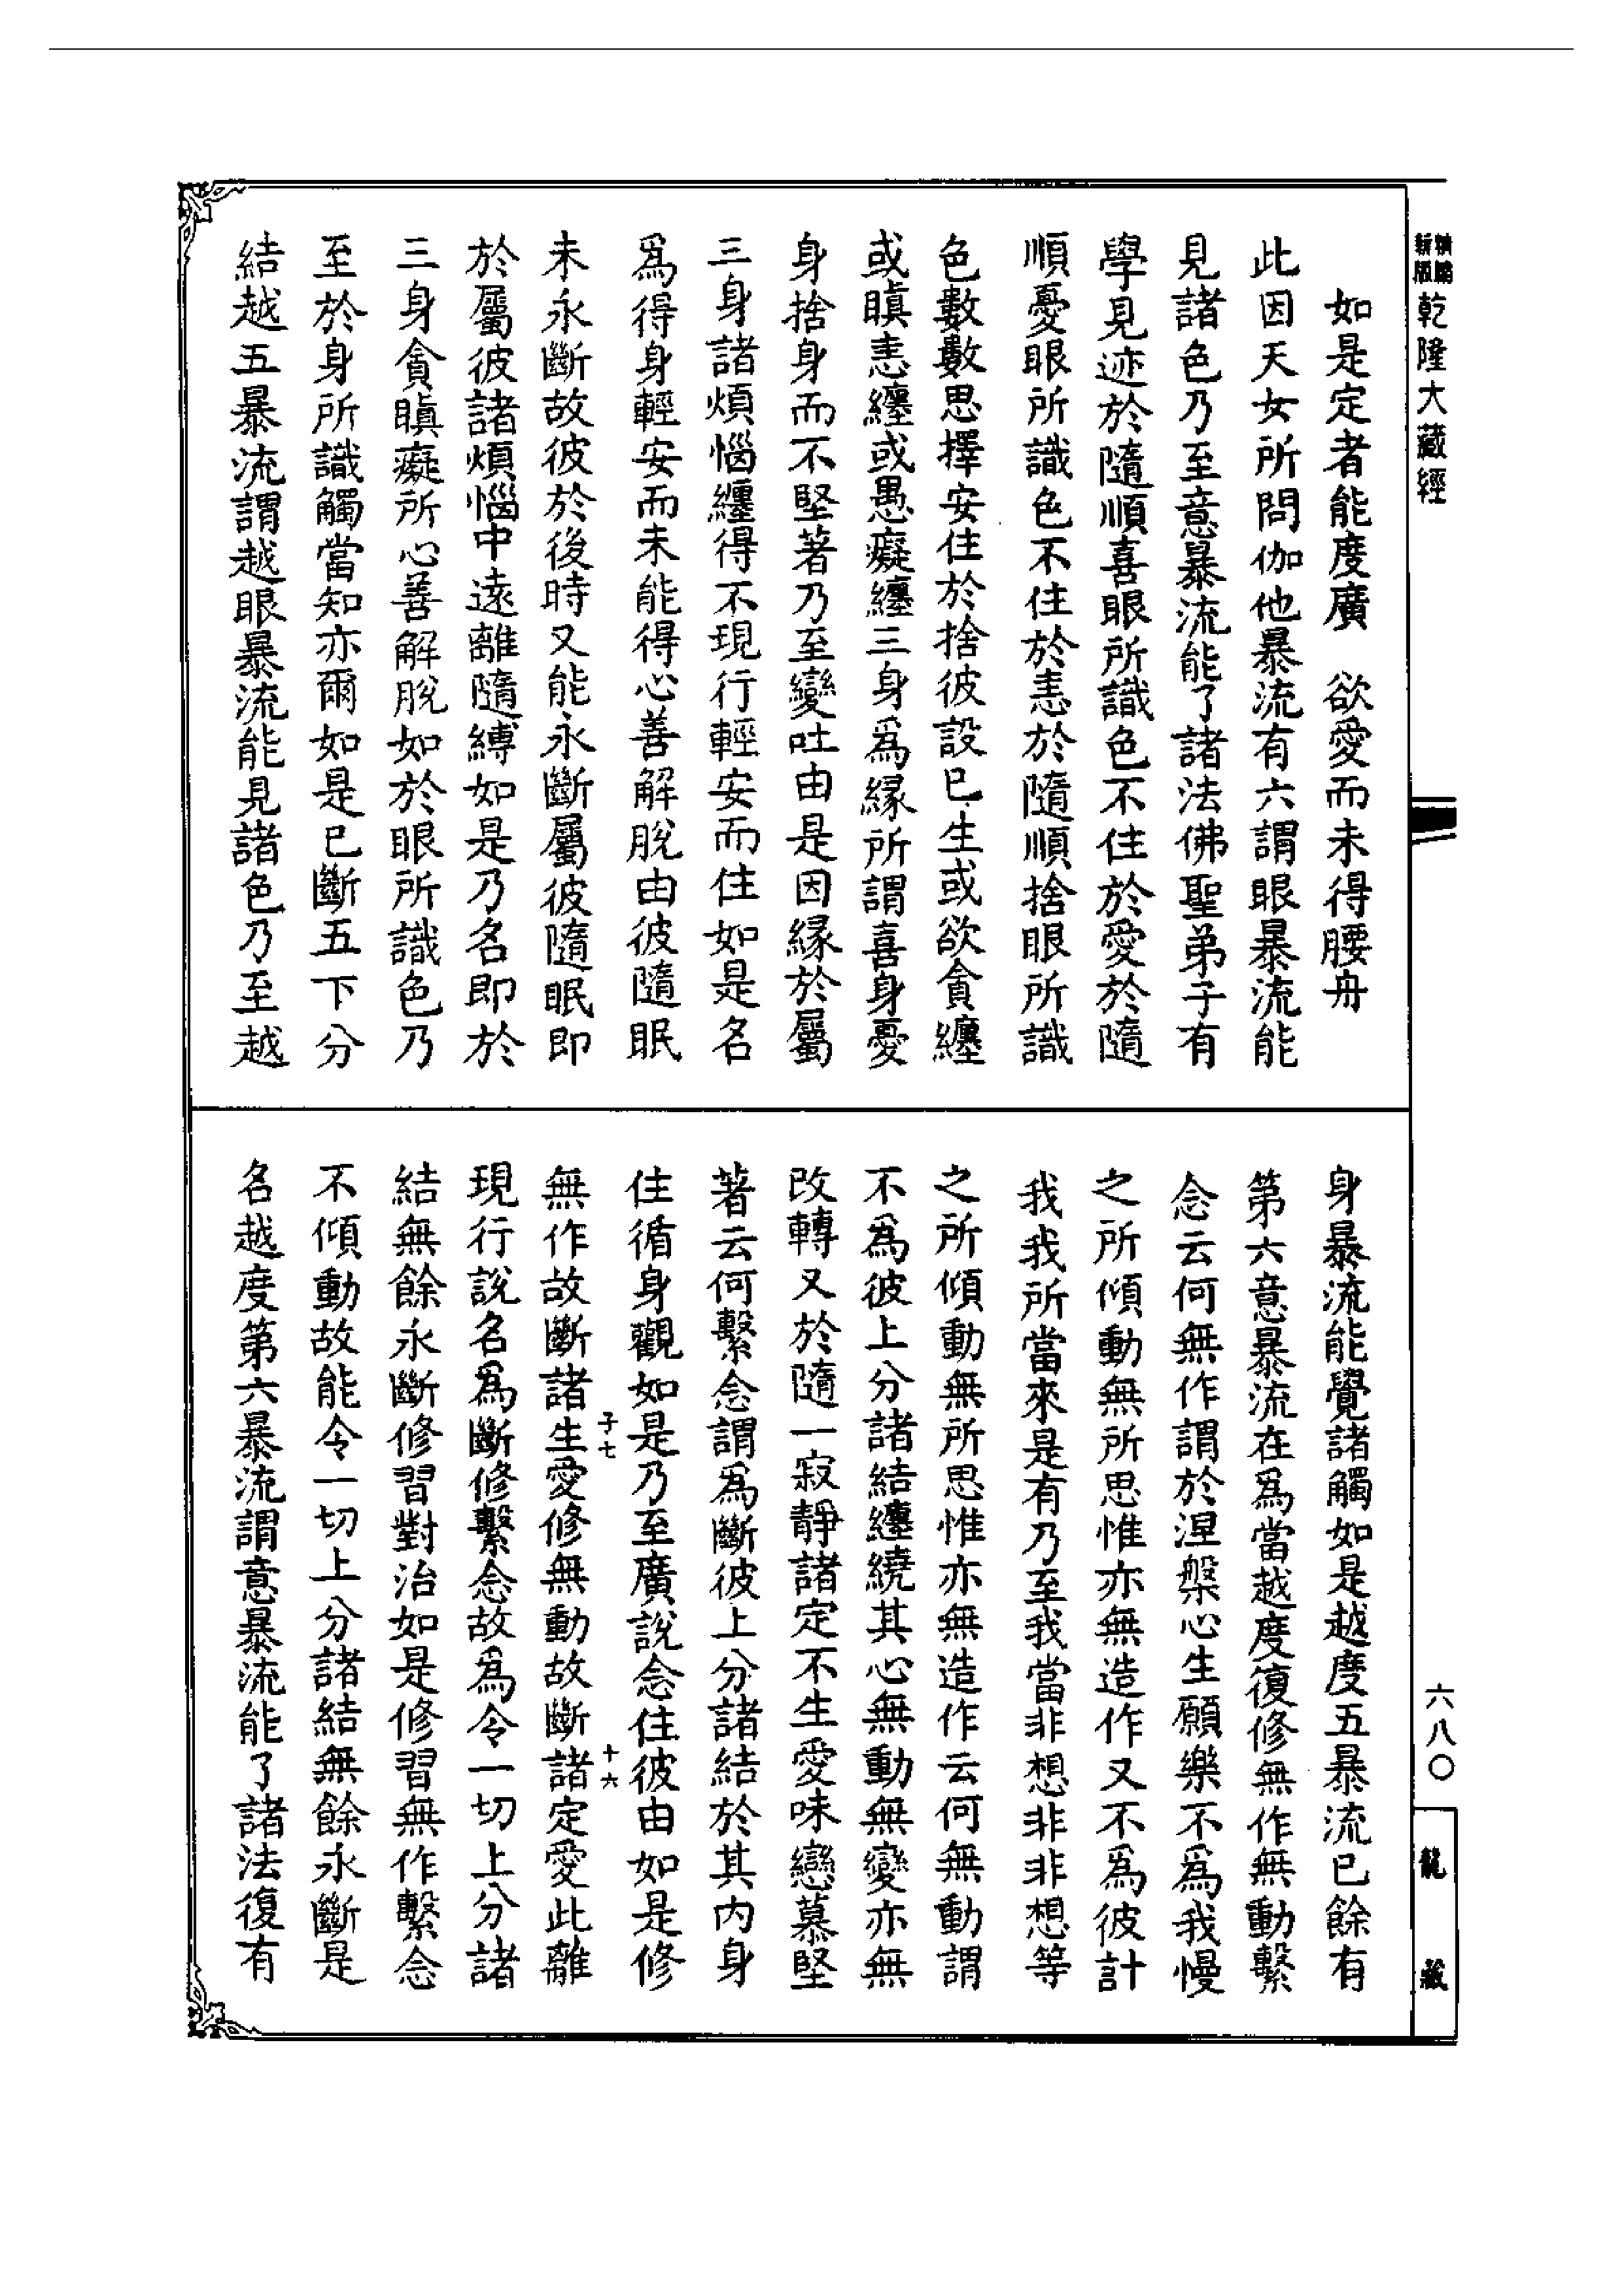 乾隆大藏經
六八〇
龍藏
如是定者能度廣　欲愛而未得腰舟
此因天女所問伽他暴流有六謂眼暴流能
見諸色乃至意暴流能了諸法佛聖弟子有
學見迹於隨順喜眼所識色不住於愛於隨
順憂眼所識色不住於恚於隨順捨眼所識
色數數思擇安住於捨彼設已生或欲貪纏
或瞋恚纏或愚癡纏三身爲緣所謂喜身憂
身捨身而不堅著乃至變吐由是因緣於屬
三身諸煩惱纏得不現行輕安而住如是名
爲得身輕安而未能得心善解脫由彼隨眠
未永斷故彼於後時又能永斷屬彼隨眠即
於屬彼諸煩惱中遠離隨縛如是乃名即於
三身貪瞋癡所心善解脫如於眼所識色乃
至於身所識觸當知亦爾如是已斷五下分
結越五暴流謂越眼暴流能見諸色乃至越
身暴流能覺諸觸如是越度五暴流已餘有
第六意暴流在爲當越度復修無作無動繫
念云何無作謂於涅槃心生願樂不爲我慢
之所傾動無所思惟亦無造作又不爲彼計
我我所當來是有乃至我當非想非非想等
之所傾動無所思惟亦無造作云何無動謂
不爲彼上分諸結纏繞其心無動無變亦無
改轉又於隨一寂靜諸定不生愛味戀慕堅
著云何繫念謂爲斷彼上分諸結於其內身
住循身觀如是乃至廣說念住彼由如是修
子七
十六
無作故斷諸生愛修無動故斷諸定愛此離
現行說名爲斷修繫念故爲令一切上分諸
結無餘永斷修習對治如是修習無作繫念
不傾動故能令一切上分諸結無餘永斷是
名越度第六暴流謂意暴流能了諸法復有